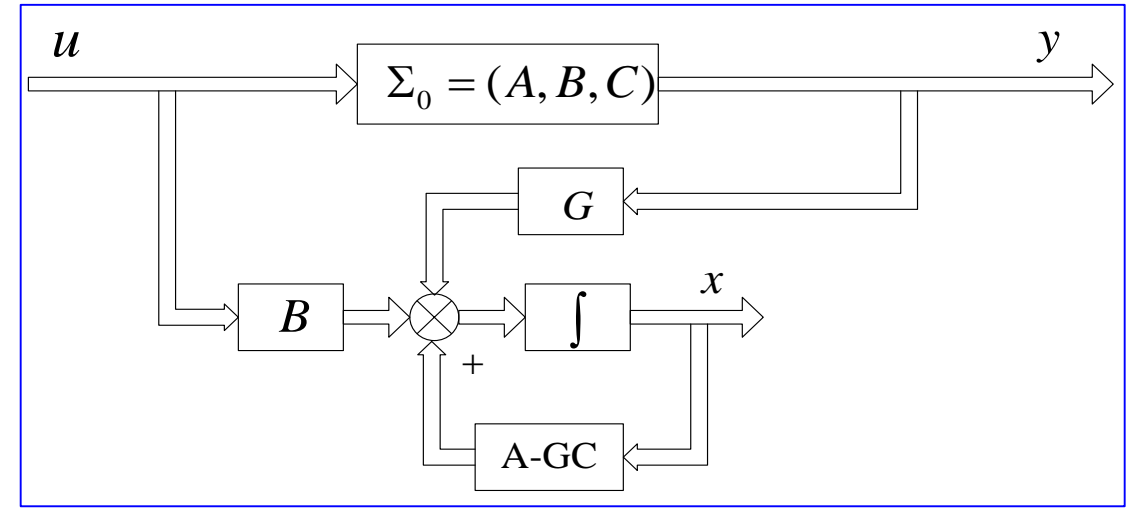 u
y
Σ₀ = (A, B, C)
G
x
B
∫
+
A-GC